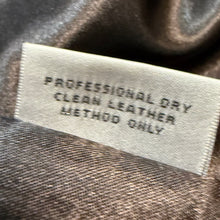 PROFESSIONAL DRY
CLEAN LEATHER
METHOD ONLY